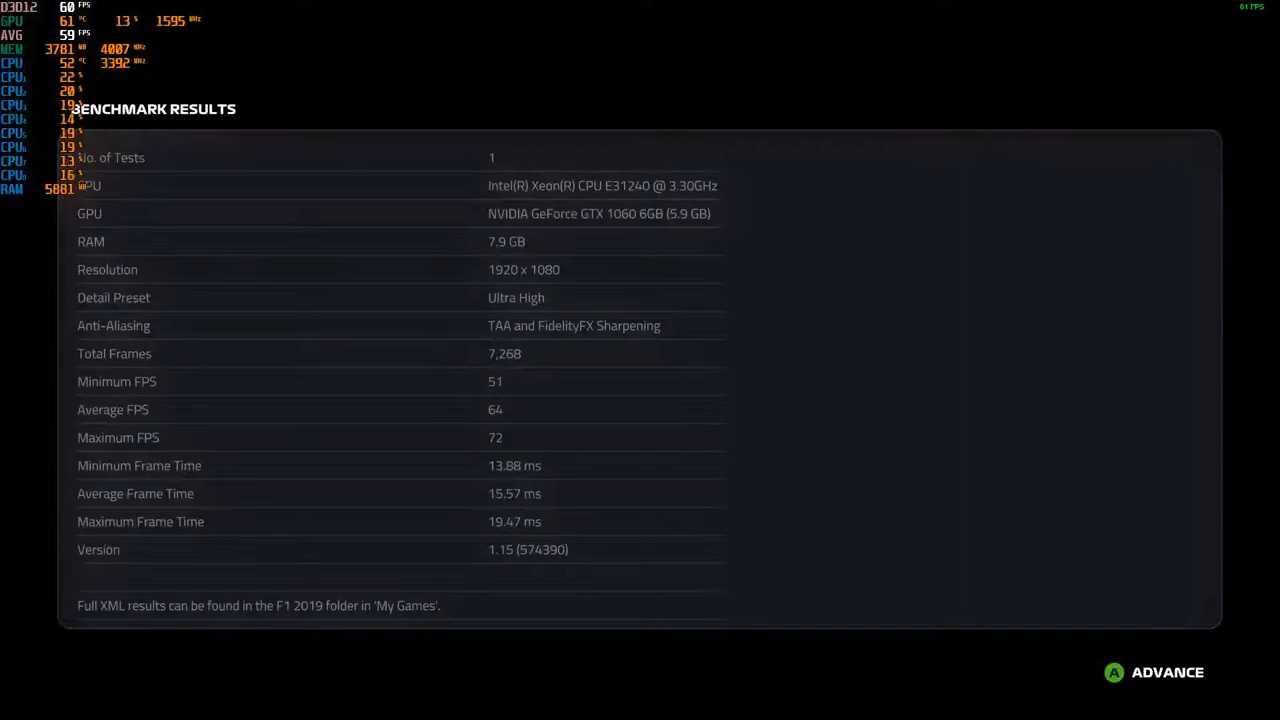 D3D12 60 FPS
GPU 61 °C 13 % 1595 MHz
AVG 59 FPS
MEM 3781 MB 4007 MHz
CPU 52 °C 3392 MHz
CPU₁ 22 %
CPU₂ 20 %
CPU₃ 19 %
CPU₄ 14 %
CPU₅ 19 %
CPU₆ 19 %
CPU₇ 13 %
CPU₈ 16 %
RAM 5881 MB
61 FPS
BENCHMARK RESULTS
No. of Tests 1
CPU Intel(R) Xeon(R) CPU E31240 @ 3.30GHz
GPU NVIDIA GeForce GTX 1060 6GB (5.9 GB)
RAM 7.9 GB
Resolution 1920 x 1080
Detail Preset Ultra High
Anti-Aliasing TAA and FidelityFX Sharpening
Total Frames 7,268
Minimum FPS 51
Average FPS 64
Maximum FPS 72
Minimum Frame Time 13.88 ms
Average Frame Time 15.57 ms
Maximum Frame Time 19.47 ms
Version 1.15 (574390)
Full XML results can be found in the F1 2019 folder in 'My Games'.
A ADVANCE